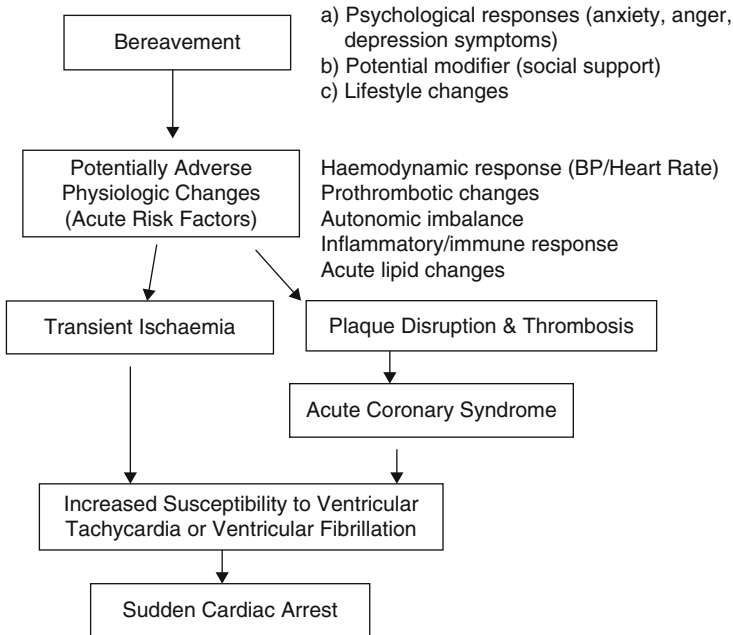 Bereavement
a) Psychological responses (anxiety, anger,
depression symptoms)
b) Potential modifier (social support)
c) Lifestyle changes
Potentially Adverse
Physiologic Changes
(Acute Risk Factors)
Haemodynamic response (BP/Heart Rate)
Prothrombotic changes
Autonomic imbalance
Inflammatory/immune response
Acute lipid changes
Transient Ischaemia
Plaque Disruption & Thrombosis
Acute Coronary Syndrome
Increased Susceptibility to Ventricular
Tachycardia or Ventricular Fibrillation
Sudden Cardiac Arrest